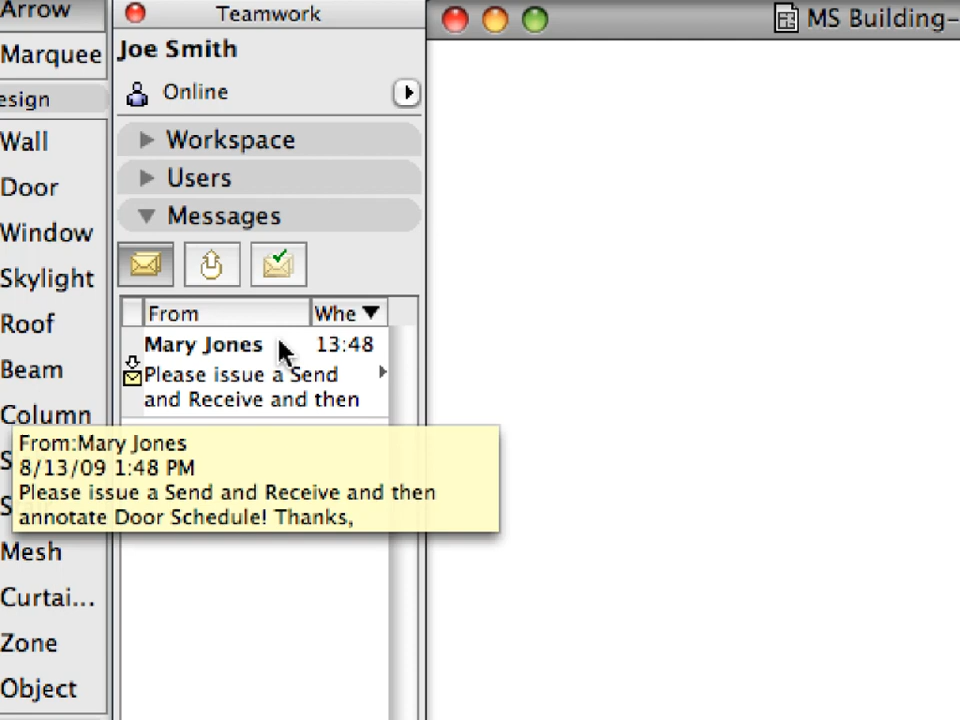 Arrow
Marquee
esign
Wall
Door
Window
Skylight
Roof
Beam
Column
Mesh
Curtai...
Zone
Object
Teamwork
Joe Smith
Online
Workspace
Users
Messages
From Whe
Mary Jones 13:48
Please issue a Send
and Receive and then
From:Mary Jones
8/13/09 1:48 PM
Please issue a Send and Receive and then
annotate Door Schedule! Thanks,
MS Building-